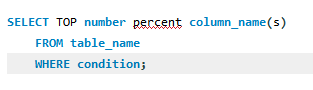 SELECT TOP number percent column_name(s)
FROM table_name
WHERE condition;